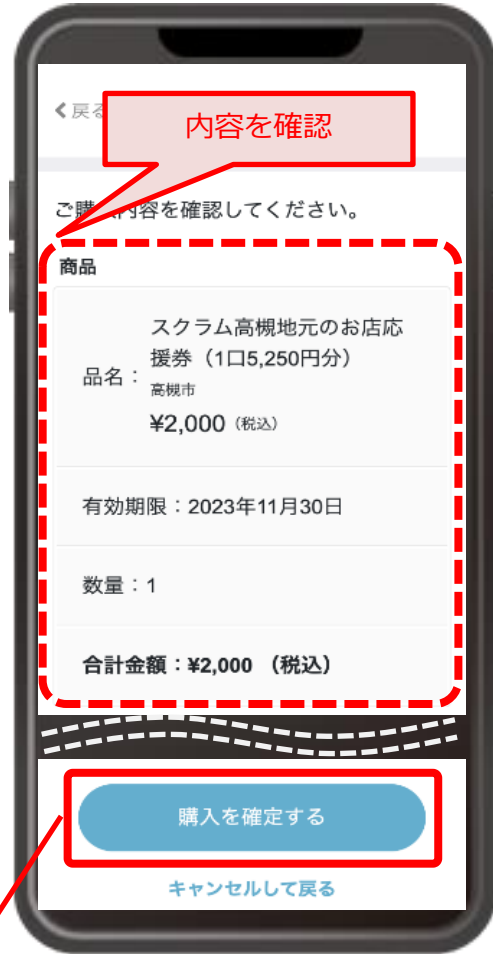 戻る
内容を確認
ご購入内容を確認してください。
商品
品名：
スクラム高槻地元のお店応
援券（1口5,250円分）
高槻市
¥2,000（税込）
有効期限：2023年11月30日
数量：1
合計金額：¥2,000 （税込）
購入を確定する
キャンセルして戻る